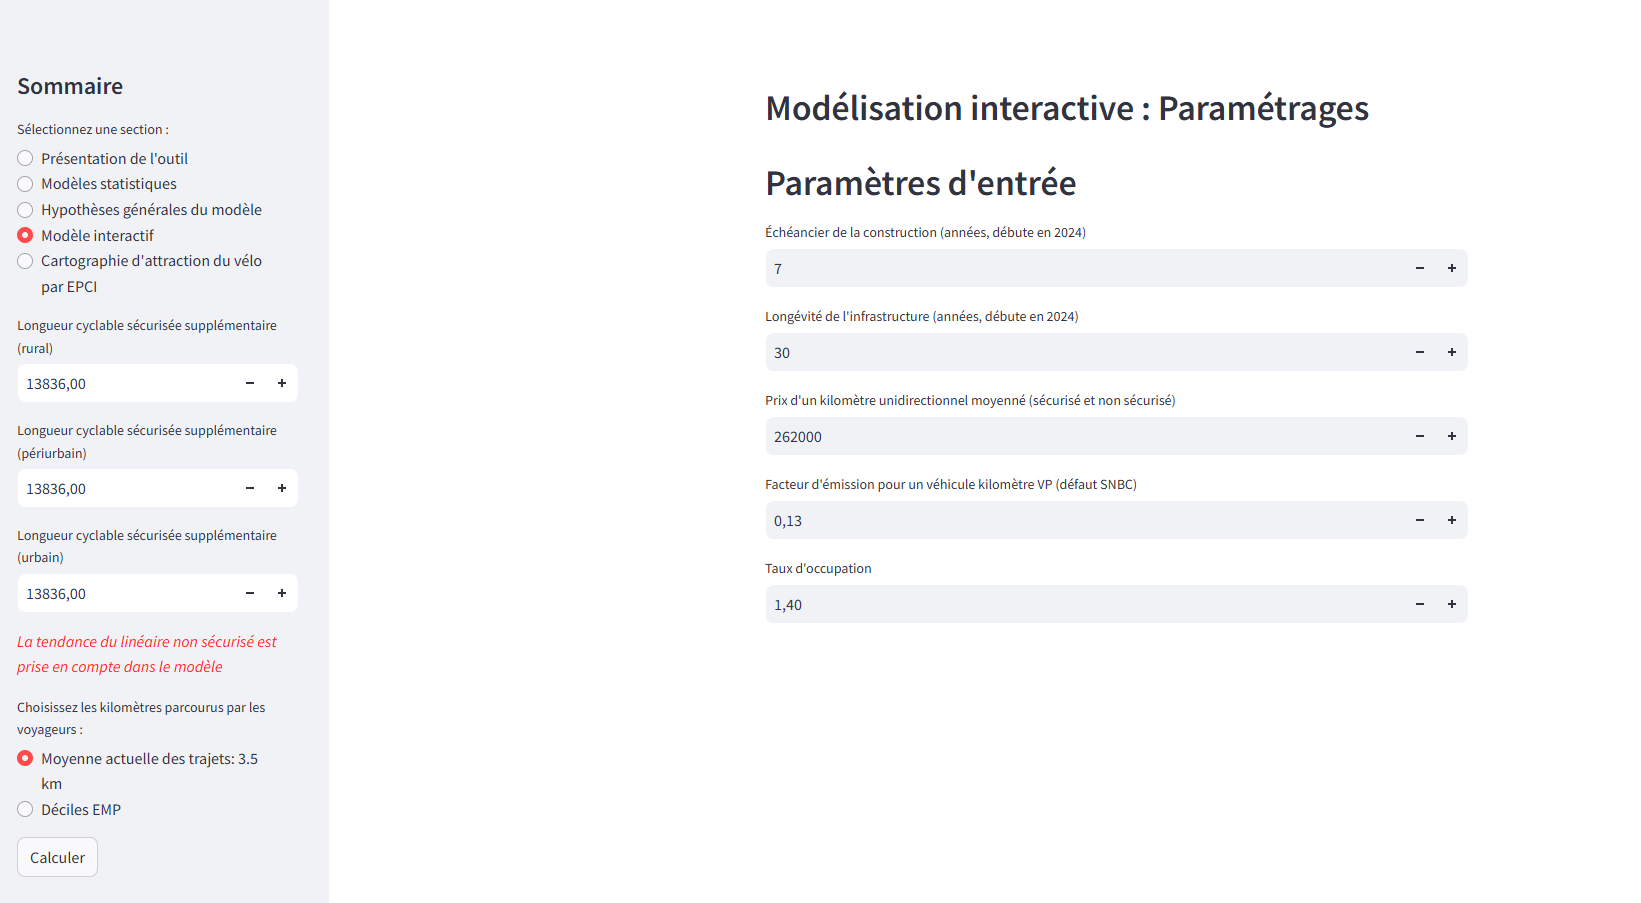 Sommaire
Sélectionnez une section :
Présentation de l'outil
Modèles statistiques
Hypothèses générales du modèle
Modèle interactif
Cartographie d'attraction du vélo
par EPCI
Longueur cyclable sécurisée supplémentaire
(rural)
13836,00
Longueur cyclable sécurisée supplémentaire
(périurbain)
13836,00
Longueur cyclable sécurisée supplémentaire
(urbain)
13836,00
La tendance du linéaire non sécurisé est
prise en compte dans le modèle
Choisissez les kilomètres parcourus par les
voyageurs :
Moyenne actuelle des trajets: 3.5
km
Déciles EMP
Calculer
Modélisation interactive : Paramétrages
Paramètres d'entrée
Échéancier de la construction (années, débute en 2024)
7
Longévité de l'infrastructure (années, débute en 2024)
30
Prix d'un kilomètre unidirectionnel moyenné (sécurisé et non sécurisé)
262000
Facteur d'émission pour un véhicule kilomètre VP (défaut SNBC)
0,13
Taux d'occupation
1,40